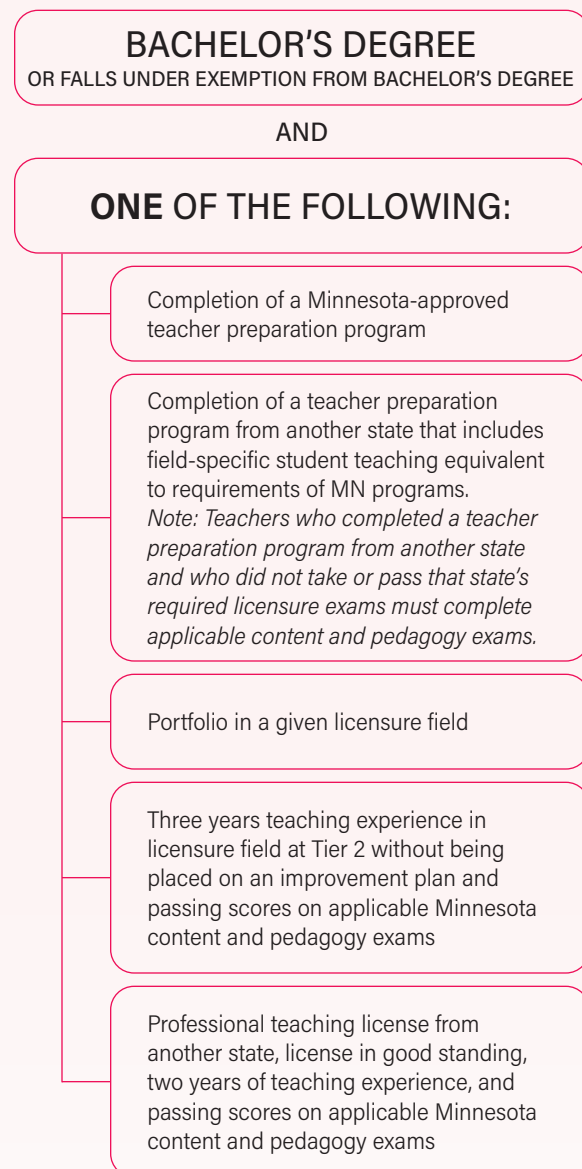 BACHELOR’S DEGREE
OR FALLS UNDER EXEMPTION FROM BACHELOR’S DEGREE
AND
ONE OF THE FOLLOWING:
Completion of a Minnesota-approved
teacher preparation program
Completion of a teacher preparation
program from another state that includes
field-specific student teaching equivalent
to requirements of MN programs.
Note: Teachers who completed a teacher
preparation program from another state
and who did not take or pass that state’s
required licensure exams must complete
applicable content and pedagogy exams.
Portfolio in a given licensure field
Three years teaching experience in
licensure field at Tier 2 without being
placed on an improvement plan and
passing scores on applicable Minnesota
content and pedagogy exams
Professional teaching license from
another state, license in good standing,
two years of teaching experience, and
passing scores on applicable Minnesota
content and pedagogy exams